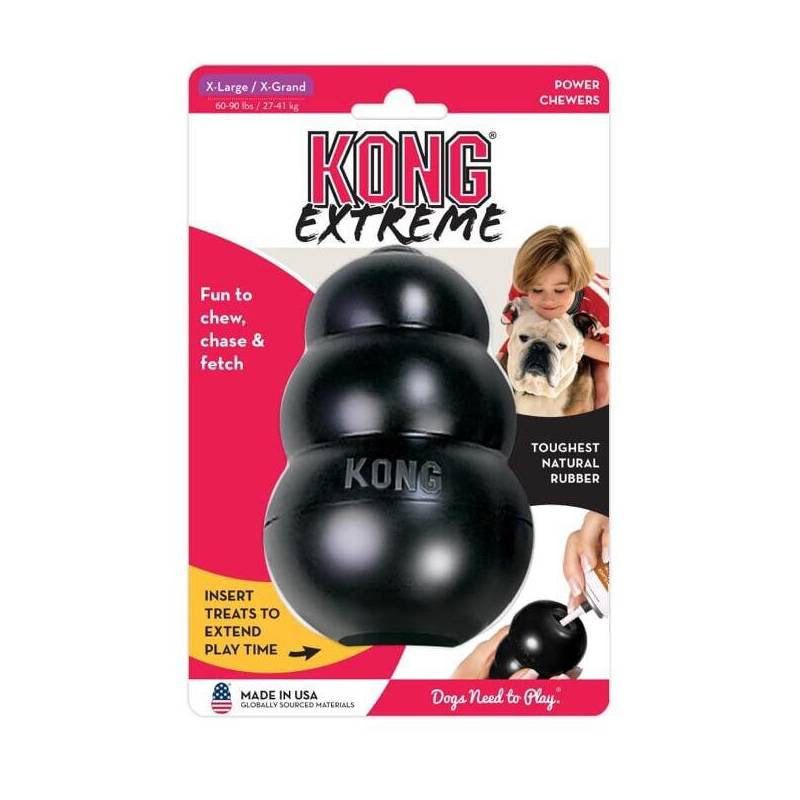 X-Large / X-Grand
60-90 lbs / 27-41 kg
POWER
CHEWERS
KONG®
EXTREME
Fun to
chew,
chase &
fetch
KONG
TOUGHEST
NATURAL
RUBBER
INSERT
TREATS TO
EXTEND
PLAY TIME
MADE IN USA
GLOBALLY SOURCED MATERIALS
Dogs Need to Play.®